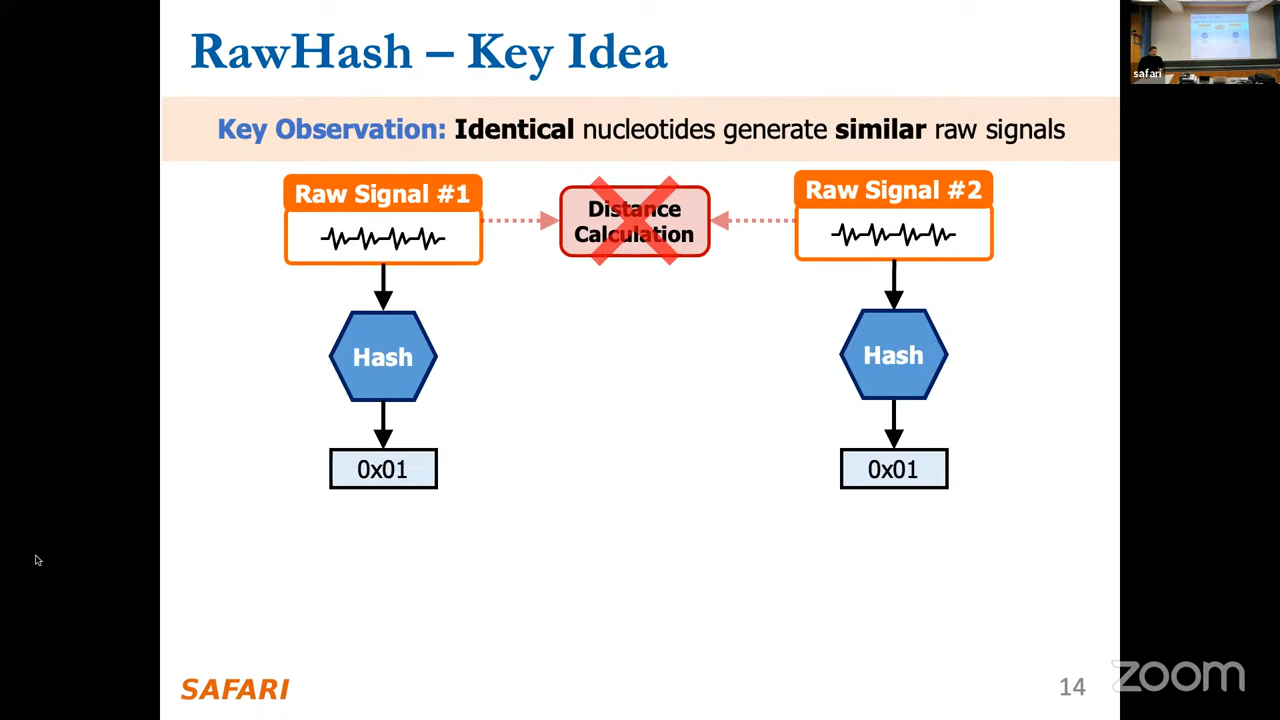 RawHash – Key Idea
safari
Key Observation: Identical nucleotides generate similar raw signals
Raw Signal #1
Distance
Calculation
Raw Signal #2
Hash
Hash
0x01
0x01
SAFARI
14
zoom